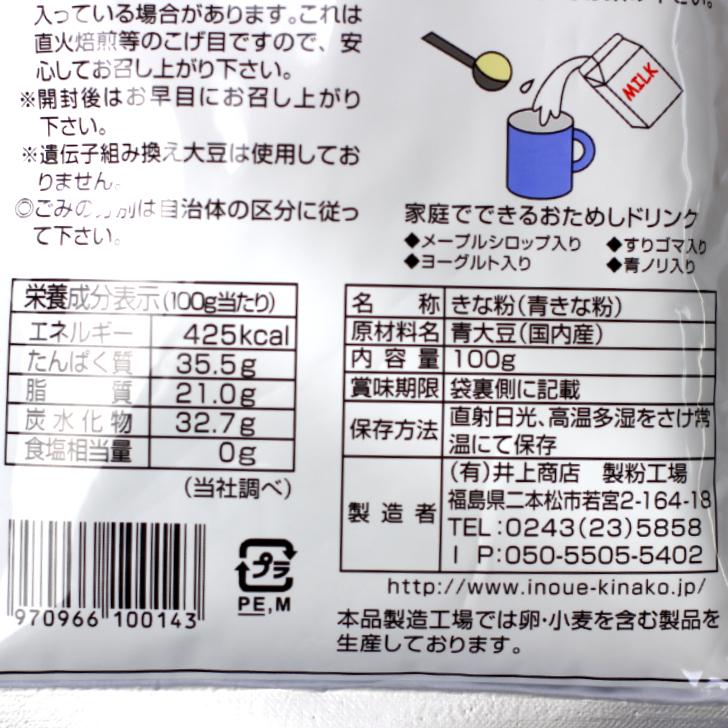 入っている場合があります。これは
直火焙煎等のこげ目ですので、安
心してお召し上がり下さい。
※開封後はお早目にお召し上がり
下さい。
※遺伝子組み換え大豆は使用してお
りません。
◎ごみの分別は自治体の区分に従っ
て下さい。
MILK
家庭でできるおためしドリンク
◆メープルシロップ入り ◆すりゴマ入り
◆ヨーグルト入り ◆青ノリ入り
栄養成分表示(100g当たり)
エネルギー 425kcal
たんぱく質 35.5g
脂質 21.0g
炭水化物 32.7g
食塩相当量 0g
(当社調べ)
名称 きな粉(青きな粉)
原材料名 青大豆(国内産)
内容量 100g
賞味期限 袋裏側に記載
保存方法 直射日光、高温多湿をさけ常
温にて保存
製造者 (有)井上商店 製粉工場
福島県二本松市若宮2-164-18
TEL:0243(23)5858
I P:050-5505-5402
http://www.inoue-kinako.jp/
本品製造工場では卵・小麦を含む製品を
生産しております。
プラ
PE,M
970966 100143